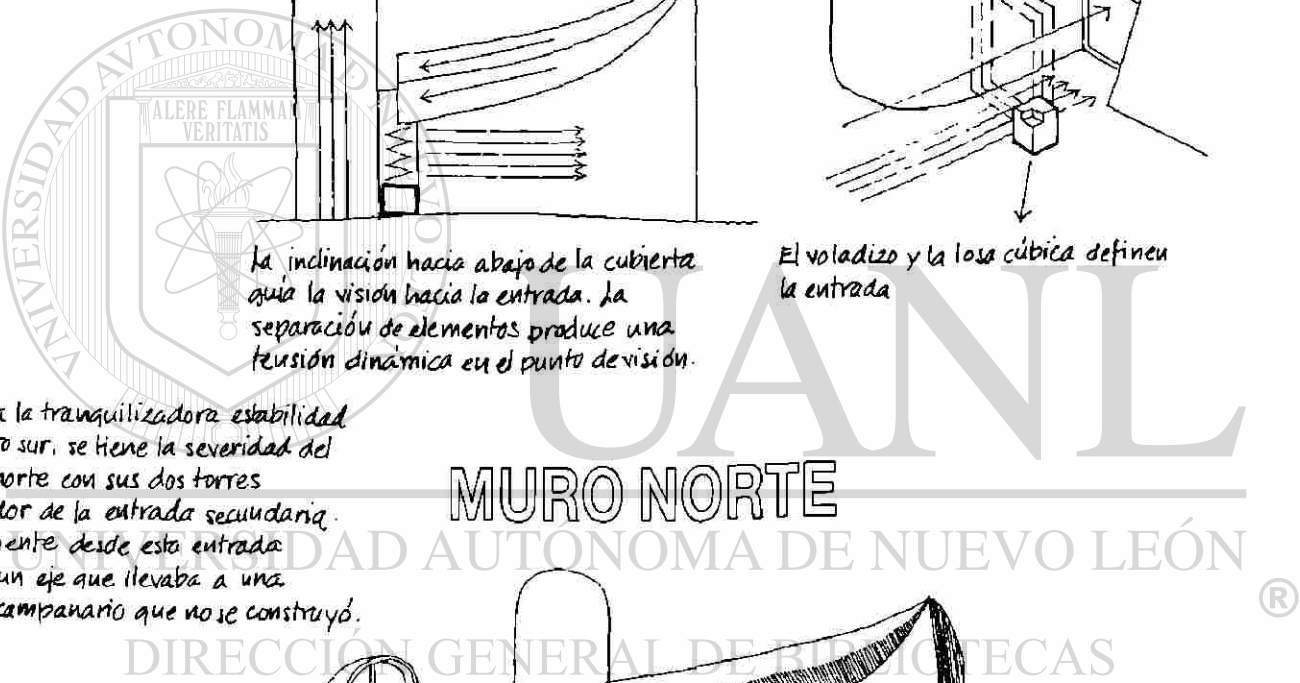 La inclinación hacia abajo de la cubierta
guía la visión hacia la entrada. La
separación de elementos produce una
tensión dinámica en el punto de visión.
El voladizo y la losa cúbica definen
la entrada
la tranquilizadora estabilidad
sur, se tiene la severidad del
norte con sus dos torres
de la entrada secundaria.
desde esta entrada
un eje que llevaba a una
campanario que no se construyó.
MURO NORTE
UANL
UNIVERSIDAD AUTÓNOMA DE NUEVO LEÓN
®
DIRECCIÓN GENERAL DE BIBLIOTECAS
ALERE FLAMMAM
VERITATIS